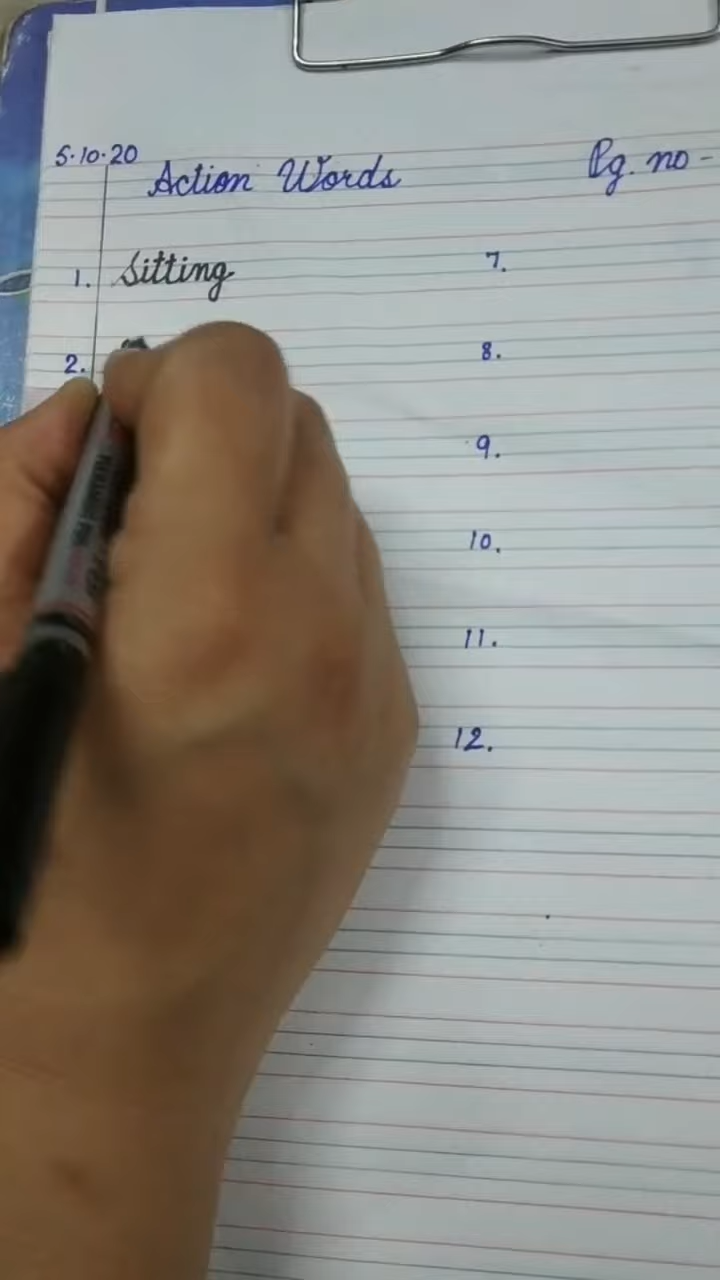 5.10.20
Action Words
Pg. no -
1. Sitting
2.
7.
8.
9.
10.
11.
12.